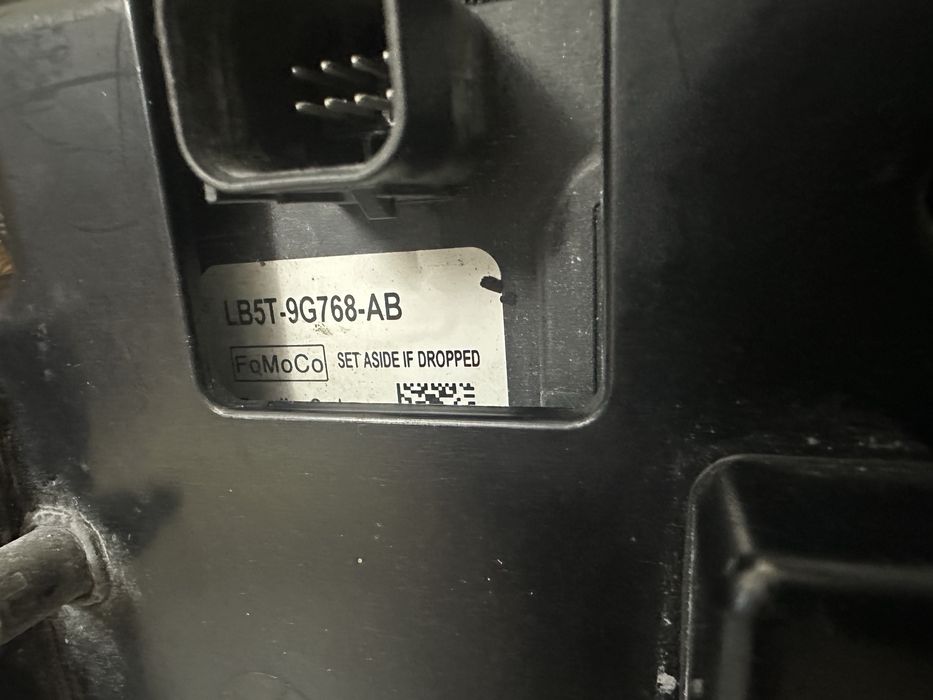 LB5T-9G768-AB
FoMoCo SET ASIDE IF DROPPED